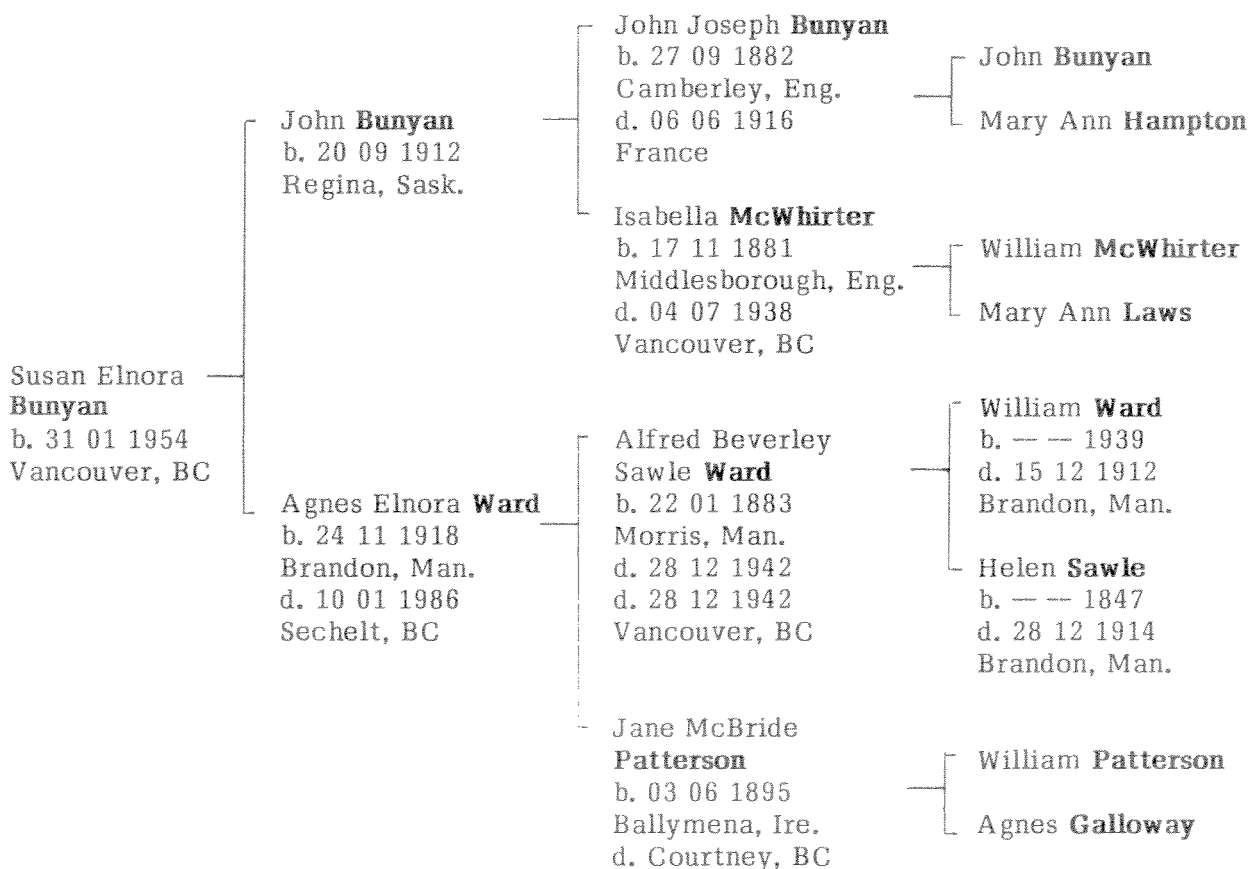 Susan Elnora
Bunyan
b. 31 01 1954
Vancouver, BC
John Bunyan
b. 20 09 1912
Regina, Sask.
Agnes Elnora Ward
b. 24 11 1918
Brandon, Man.
d. 10 01 1986
Sechelt, BC
John Joseph Bunyan
b. 27 09 1882
Camberley, Eng.
d. 06 06 1916
France
Isabella McWhirter
b. 17 11 1881
Middlesborough, Eng.
d. 04 07 1938
Vancouver, BC
Alfred Beverley
Sawle Ward
b. 22 01 1883
Morris, Man.
d. 28 12 1942
d. 28 12 1942
Vancouver, BC
Jane McBride
Patterson
b. 03 06 1895
Ballymena, Ire.
d. Courtney, BC
John Bunyan
Mary Ann Hampton
William McWhirter
Mary Ann Laws
William Ward
b. — — 1939
d. 15 12 1912
Brandon, Man.
Helen Sawle
b. — — 1847
d. 28 12 1914
Brandon, Man.
William Patterson
Agnes Galloway